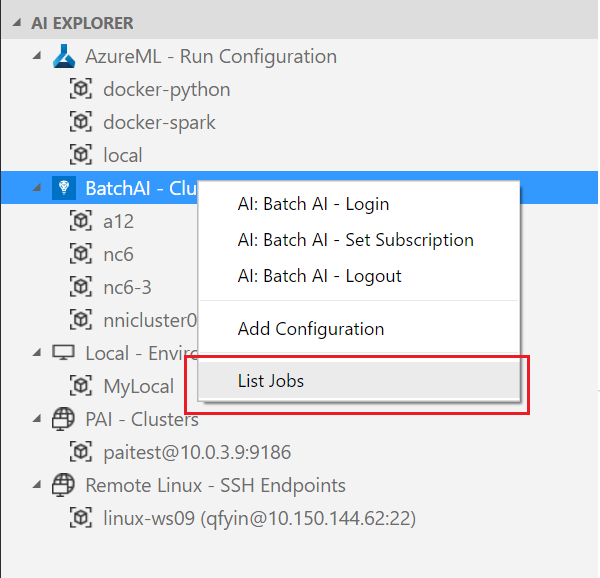 AI EXPLORER
AzureML - Run Configuration
docker-python
docker-spark
local
BatchAI - Clu
AI: Batch AI - Login
a12
AI: Batch AI - Set Subscription
nc6
AI: Batch AI - Logout
nc6-3
nnicluster0
Add Configuration
Local - Enviro
List Jobs
MyLocal
PAI - Clusters
paitest@10.0.3.9:9186
Remote Linux - SSH Endpoints
linux-ws09 (qfyin@10.150.144.62:22)